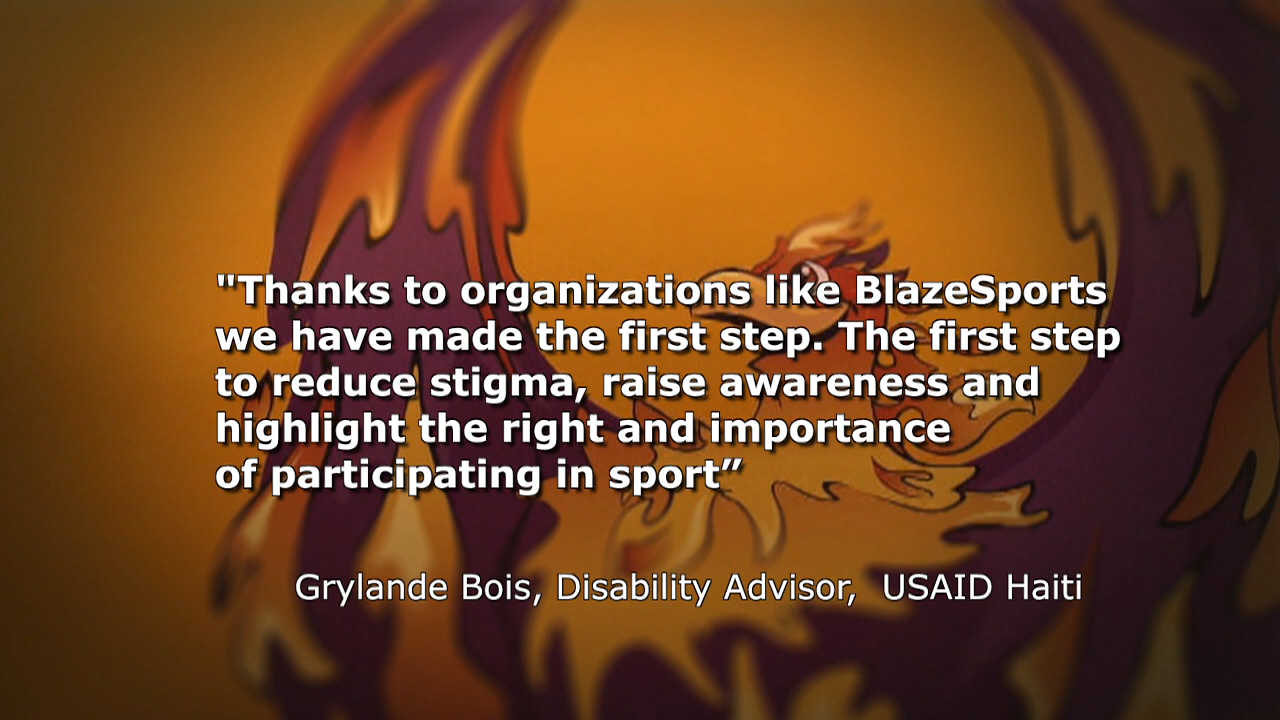 "Thanks to organizations like BlazeSports
we have made the first step. The first step
to reduce stigma, raise awareness and
highlight the right and importance
of participating in sport”
Grylande Bois, Disability Advisor,  USAID Haiti